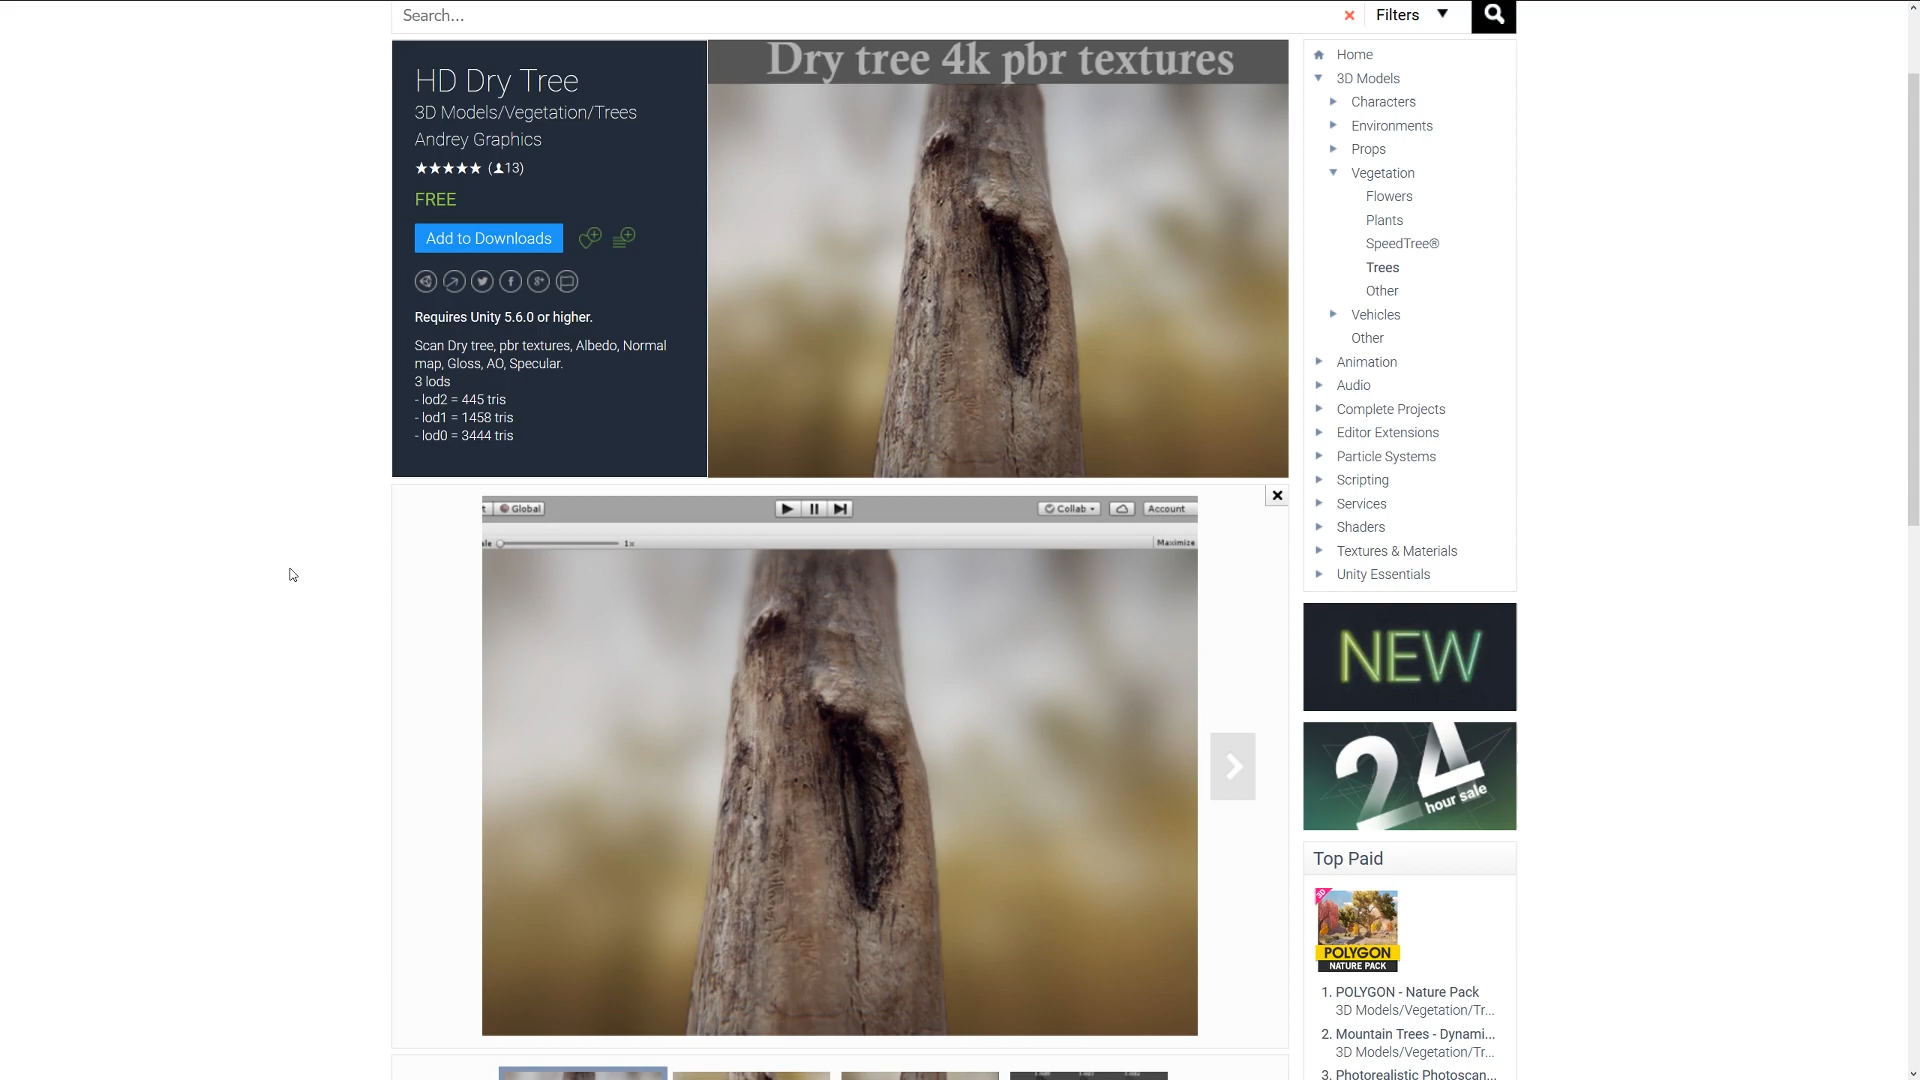 Search...
Filters
HD Dry Tree
3D Models/Vegetation/Trees
Andrey Graphics
(13)
FREE
Add to Downloads
Requires Unity 5.6.0 or higher.
Scan Dry tree, pbr textures, Albedo, Normal
map, Gloss, AO, Specular.
3 lods
- lod2 = 445 tris
- lod1 = 1458 tris
- lod0 = 3444 tris
Dry tree 4k pbr textures
t Global
Collab
Account
ale 1x
Maximize
Home
3D Models
Characters
Environments
Props
Vegetation
Flowers
Plants
SpeedTree®
Trees
Other
Vehicles
Other
Animation
Audio
Complete Projects
Editor Extensions
Particle Systems
Scripting
Services
Shaders
Textures & Materials
Unity Essentials
NEW
24
hour sale
Top Paid
3D
POLYGON
NATURE PACK
1. POLYGON - Nature Pack
3D Models/Vegetation/Tr...
2. Mountain Trees - Dynami...
3D Models/Vegetation/Tr...
3. Photorealistic Photoscan...